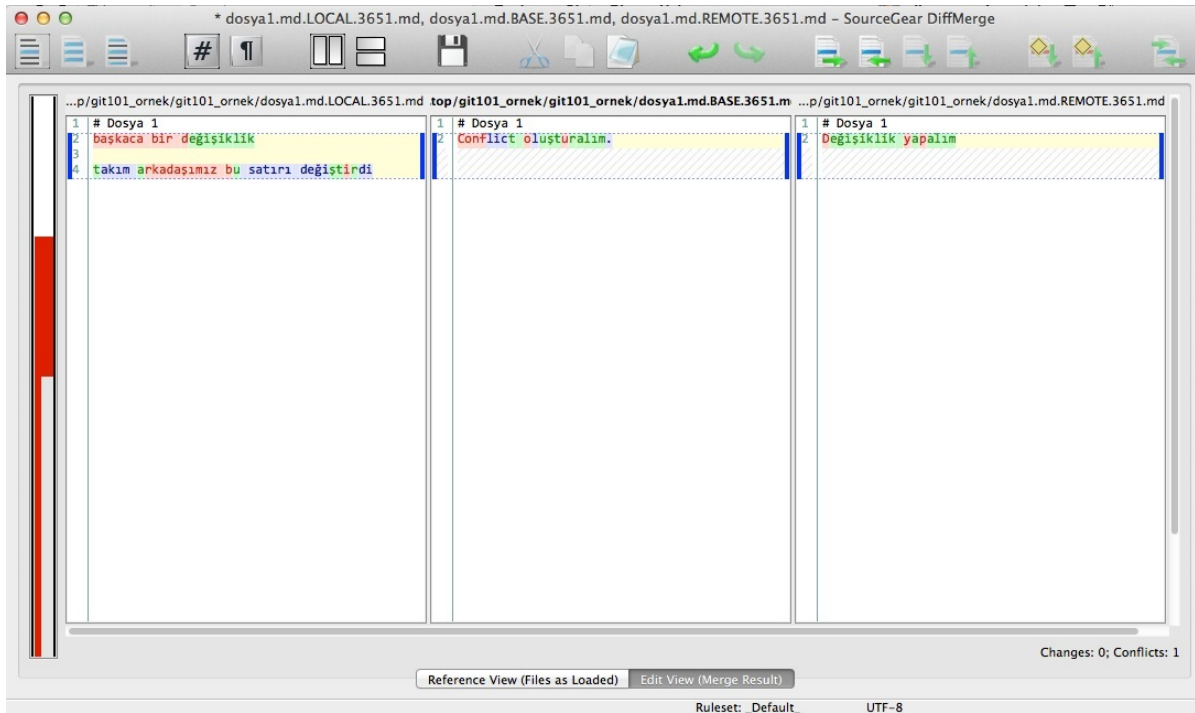 * dosya1.md.LOCAL.3651.md, dosya1.md.BASE.3651.md, dosya1.md.REMOTE.3651.md – SourceGear DiffMerge
# ¶
...p/git101_ornek/git101_ornek/dosya1.md.LOCAL.3651.md
1 # Dosya 1
2 başkaca bir değişiklik
3
4 takım arkadaşımız bu satırı değiştirdi
top/git101_ornek/git101_ornek/dosya1.md.BASE.3651.m
1 # Dosya 1
2 Conflict oluşturalım.
...p/git101_ornek/git101_ornek/dosya1.md.REMOTE.3651.md
1 # Dosya 1
2 Değişiklik yapalım
Changes: 0; Conflicts: 1
Reference View (Files as Loaded) Edit View (Merge Result)
Ruleset: _Default_ UTF-8